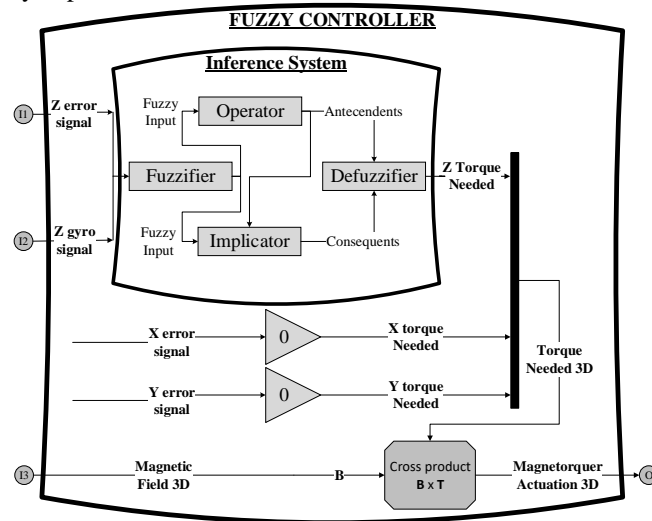 FUZZY CONTROLLER
Inference System
I1
Z error
signal
Fuzzy
Input
Operator
Antecendents
Fuzzifier
Defuzzifier
Z Torque
Needed
I2
Z gyro
signal
Fuzzy
Input
Implicator
Consequents
X error
signal
0
X torque
Needed
Torque
Needed 3D
Y error
signal
0
Y torque
Needed
I3
Magnetic
Field 3D
B
Cross product
B x T
Magnetorquer
Actuation 3D
O